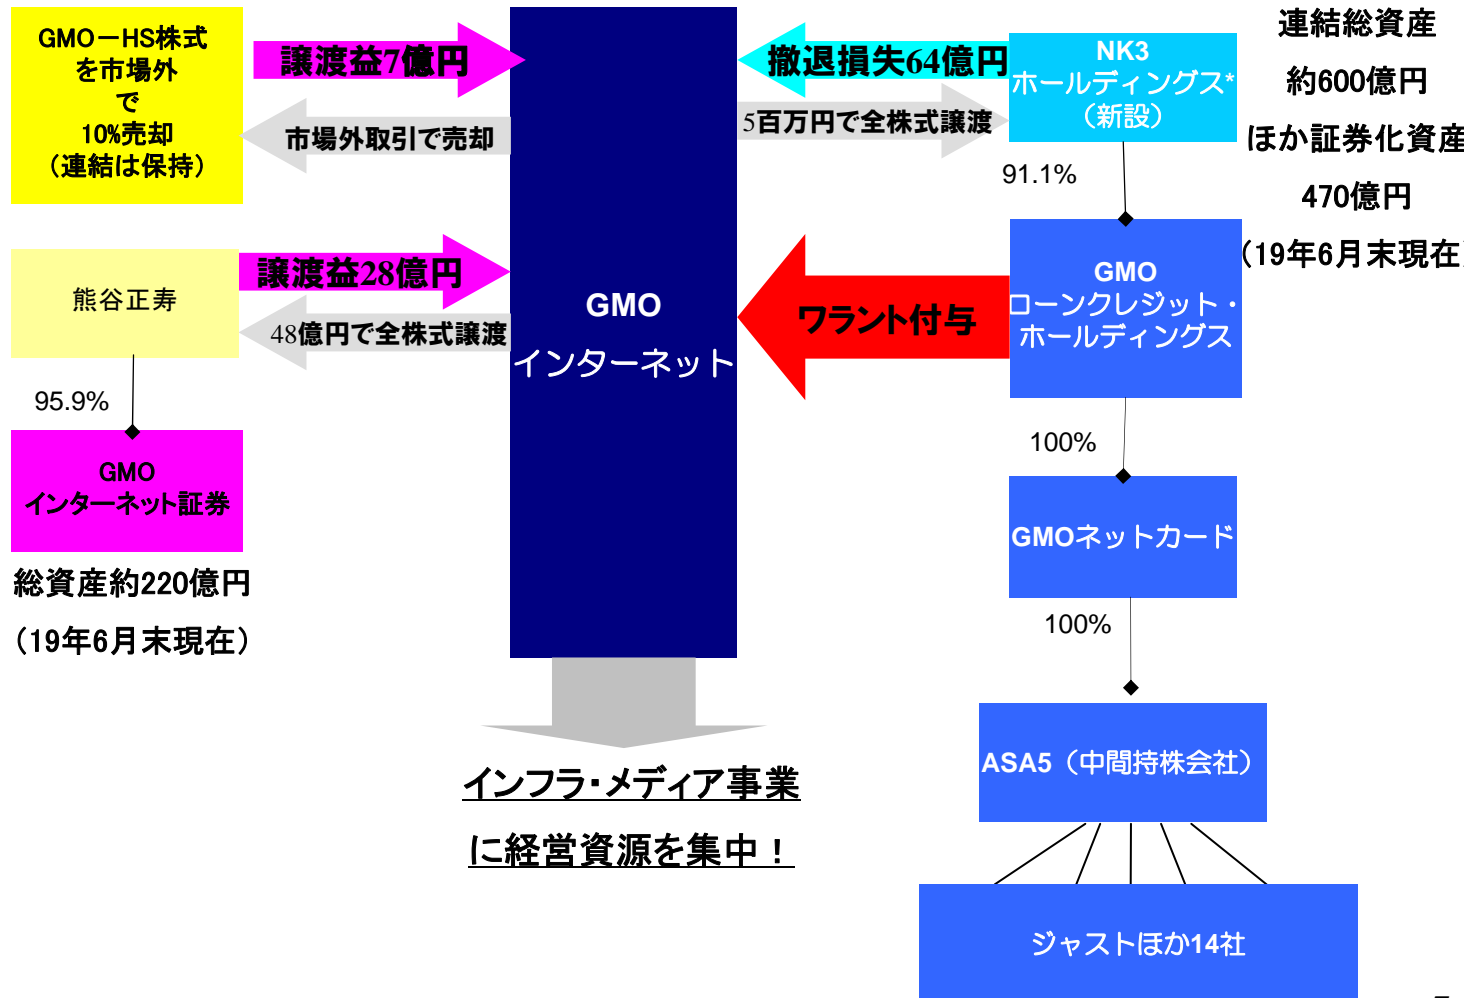 GMO－HS株式
を市場外
で
10%売却
（連結は保持）
譲渡益7億円
市場外取引で売却
熊谷正寿
譲渡益28億円
48億円で全株式譲渡
95.9%
GMO
インターネット証券
総資産約220億円
（19年6月末現在）
GMO
インターネット
インフラ・メディア事業
に経営資源を集中！
撤退損失64億円
5百万円で全株式譲渡
NK3
ホールディングス*
（新設）
連結総資産
約600億円
ほか証券化資産
470億円
（19年6月末現在）
91.1%
ワラント付与
GMO
ローンクレジット・
ホールディングス
100%
GMOネットカード
100%
ASA5（中間持株会社）
ジャストほか14社